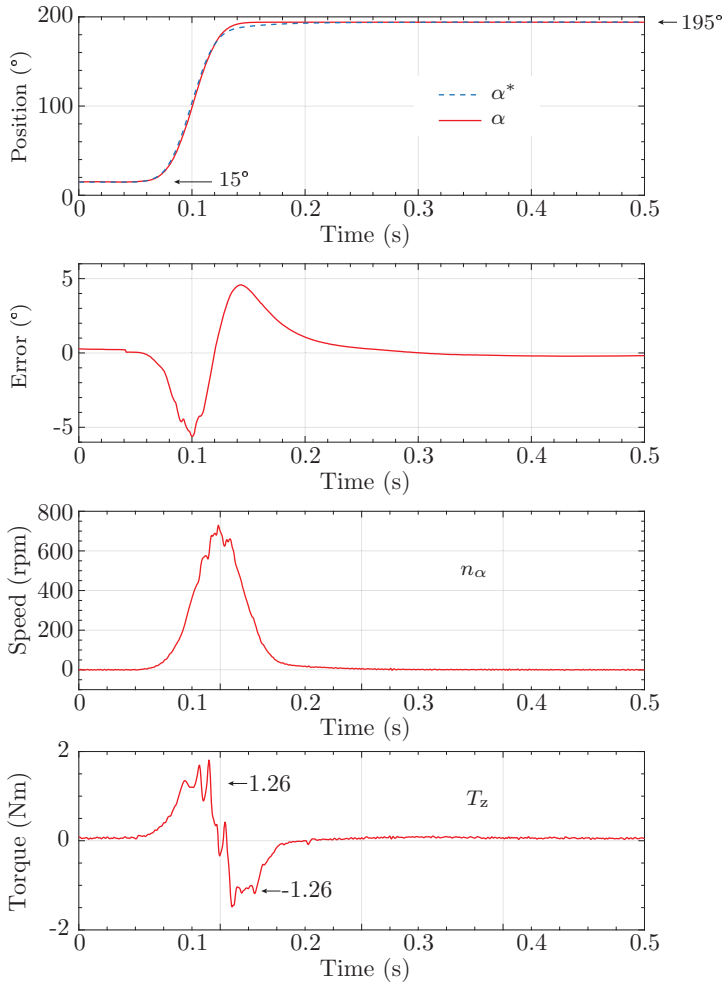 Position (°)
200
100
0
α*
α
15°
195°
0 0.1 0.2 0.3 0.4 0.5
Time (s)
Error (°)
5
0
-5
0 0.1 0.2 0.3 0.4 0.5
Time (s)
Speed (rpm)
800
600
400
200
0
nα
0 0.1 0.2 0.3 0.4 0.5
Time (s)
Torque (Nm)
2
0
-2
1.26
Tz
-1.26
0 0.1 0.2 0.3 0.4 0.5
Time (s)